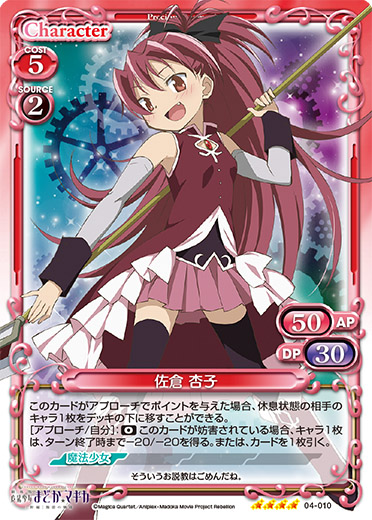 Precious
Character
COST
5
SOURCE
2
50 AP
DP 30
佐倉 杏子
このカードがアプローチでポイントを与えた場合、休息状態の相手の
キャラ1枚をデッキの下に移すことができる。
[アプローチ/自分]: このカードが妨害されている場合、キャラ1枚
は、ターン終了時まで-20/-20を得る。または、カードを1枚引く。
魔法少女
そういうお説教はごめんだね。
まどか☆マギカ
©Magica Quartet/Aniplex・Madoka Movie Project Rebellion
04-010